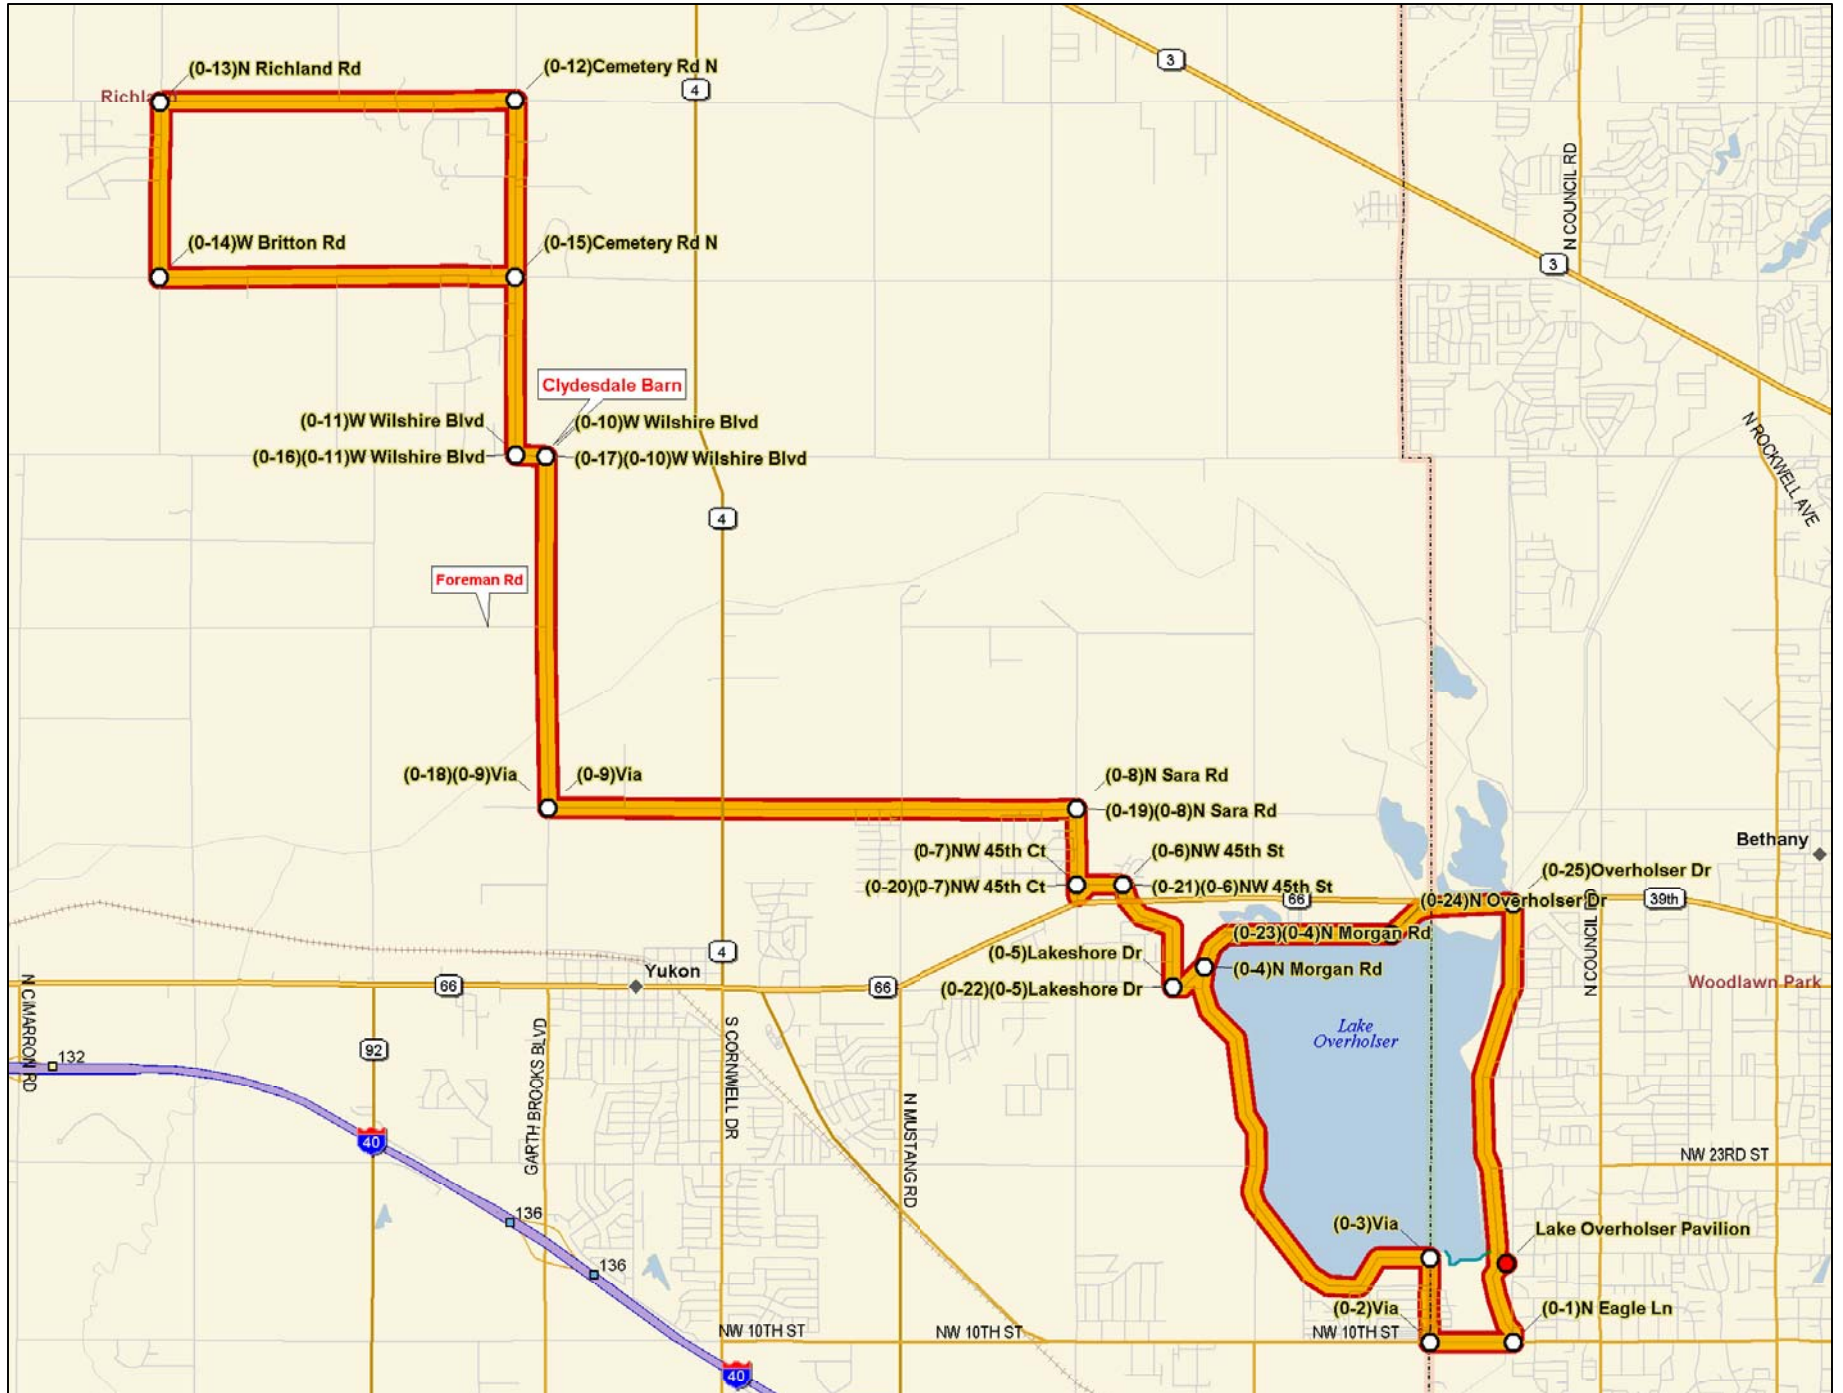 (0-13)N Richland Rd
(0-12)Cemetery Rd N
3
4
Richla
N COUNCIL RD
(0-14)W Britton Rd
(0-15)Cemetery Rd N
3
Clydesdale Barn
(0-11)W Wilshire Blvd
(0-10)W Wilshire Blvd
(0-16)(0-11)W Wilshire Blvd
(0-17)(0-10)W Wilshire Blvd
N ROCKWELL AVE
4
Foreman Rd
(0-18)(0-9)Via
(0-9)Via
(0-8)N Sara Rd
(0-19)(0-8)N Sara Rd
Bethany
(0-7)NW 45th Ct
(0-6)NW 45th St
(0-20)(0-7)NW 45th Ct
(0-21)(0-6)NW 45th St
(0-25)Overholser Dr
66
(0-24)N Overholser Dr
39th
(0-23)(0-4)N Morgan Rd
(0-5)Lakeshore Dr
(0-4)N Morgan Rd
(0-22)(0-5)Lakeshore Dr
4
Yukon
66
66
N COUNCIL
Woodlawn Park
N CIMARRON RD
Lake
Overholser
132
92
GARTH BROOKS BLVD
S CORNWELL DR
N MUSTANG RD
40
NW 23RD ST
136
(0-3)Via
Lake Overholser Pavilion
136
(0-2)Via
(0-1)N Eagle Ln
NW 10TH ST
NW 10TH ST
NW 10TH ST
40